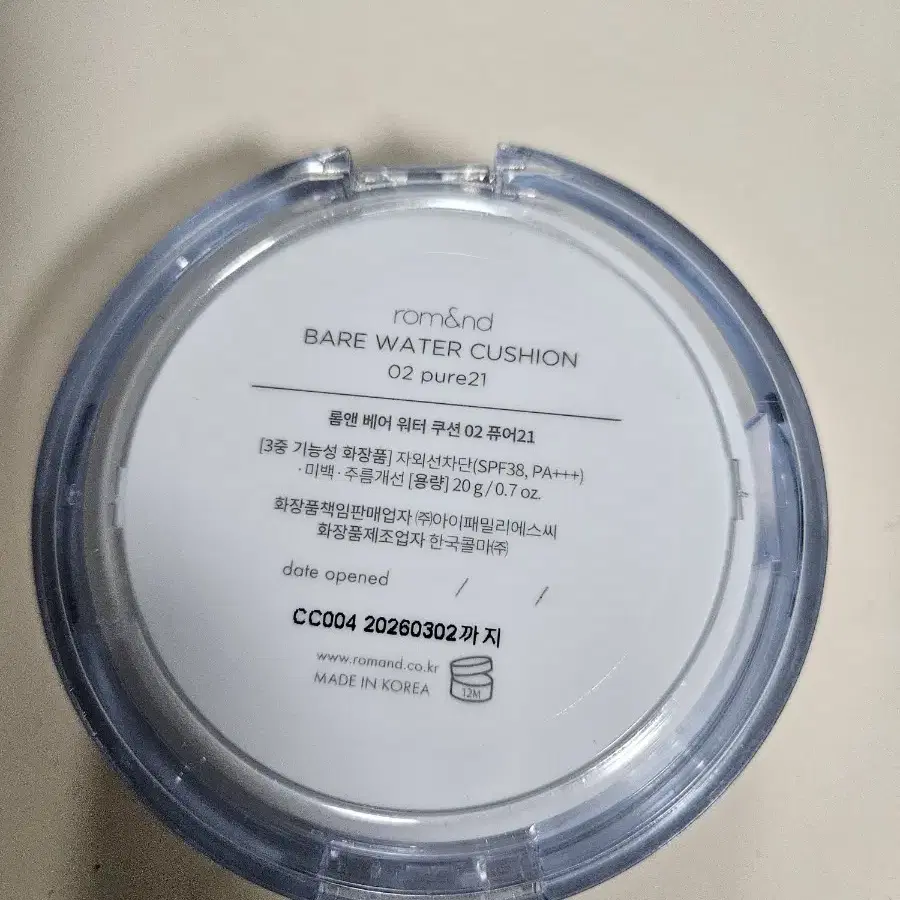 rom&nd
BARE WATER CUSHION
02 pure21
롬앤 베어 워터 쿠션 02 퓨어21
[3중 기능성 화장품] 자외선차단(SPF38, PA+++)
·미백·주름개선 [용량] 20 g / 0.7 oz.
화장품책임판매업자 ㈜아이패밀리에스씨
화장품제조업자 한국콜마㈜
date opened / /
CC004 20260302까지
www.romand.co.kr
MADE IN KOREA
12M